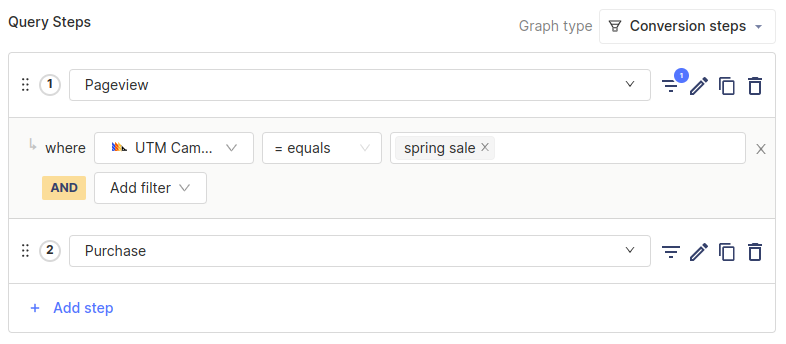 Query Steps
Graph type Conversion steps
1 Pageview 1
where UTM Cam... = equals spring sale
AND Add filter
2 Purchase
+ Add step